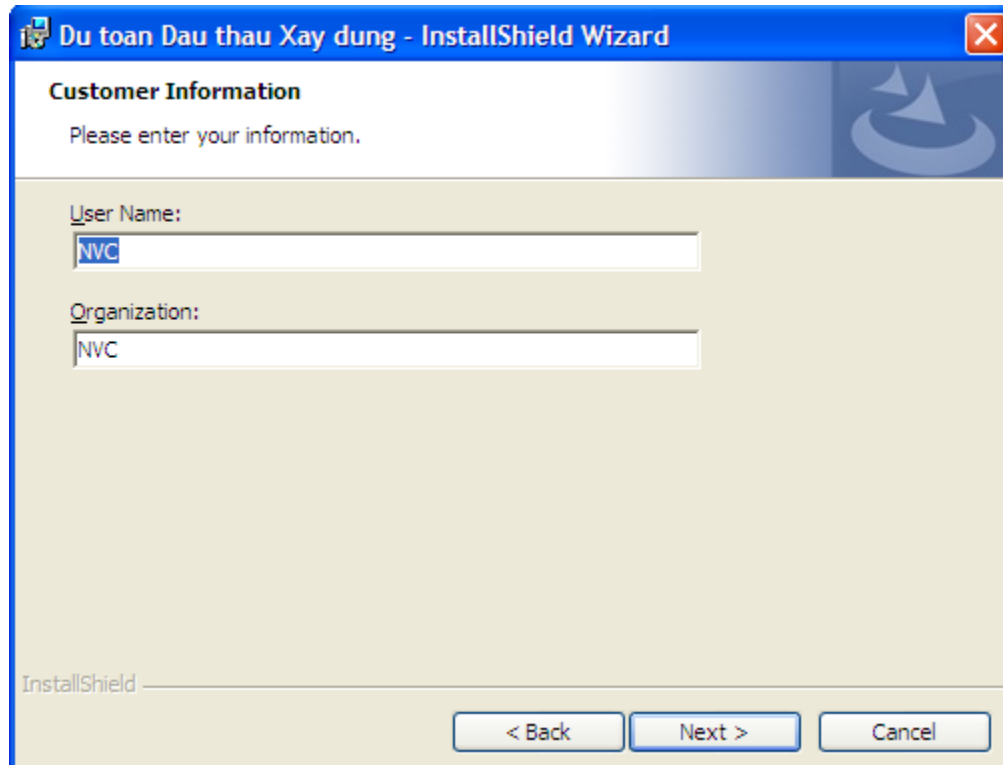 Du toan Dau thau Xay dung - InstallShield Wizard
Customer Information
Please enter your information.
User Name:
NVC
Organization:
NVC
InstallShield
< Back Next > Cancel